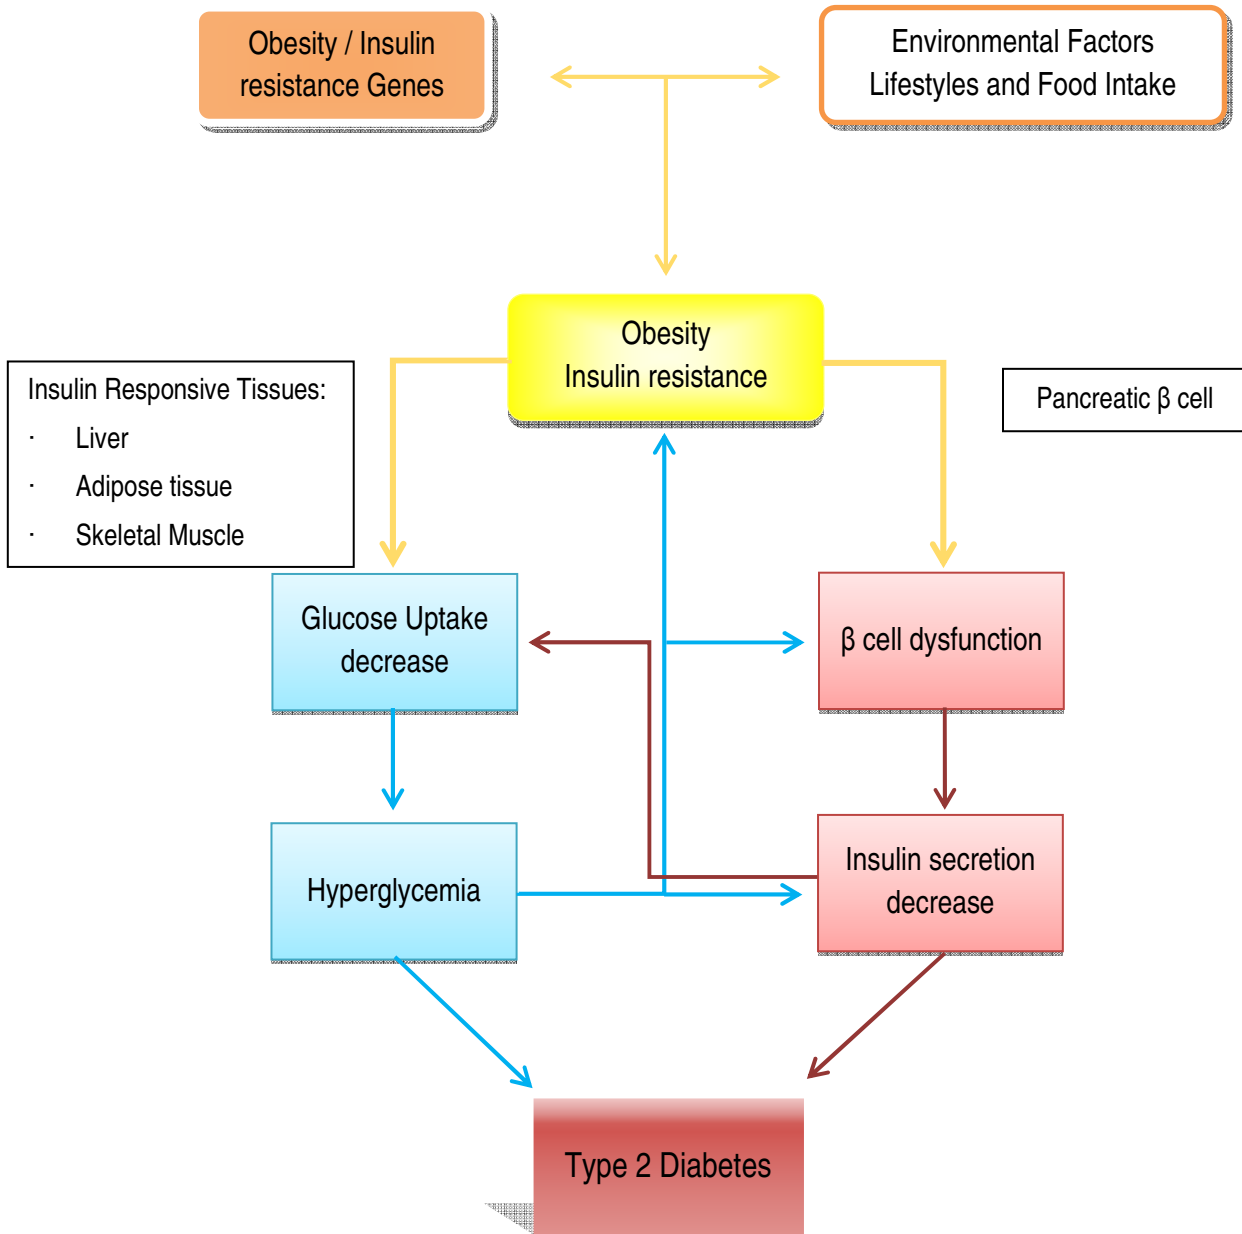 Obesity / Insulin
resistance Genes
Environmental Factors
Lifestyles and Food Intake
Obesity
Insulin resistance
Insulin Responsive Tissues:
· Liver
· Adipose tissue
· Skeletal Muscle
Pancreatic β cell
Glucose Uptake
decrease
β cell dysfunction
Hyperglycemia
Insulin secretion
decrease
Type 2 Diabetes